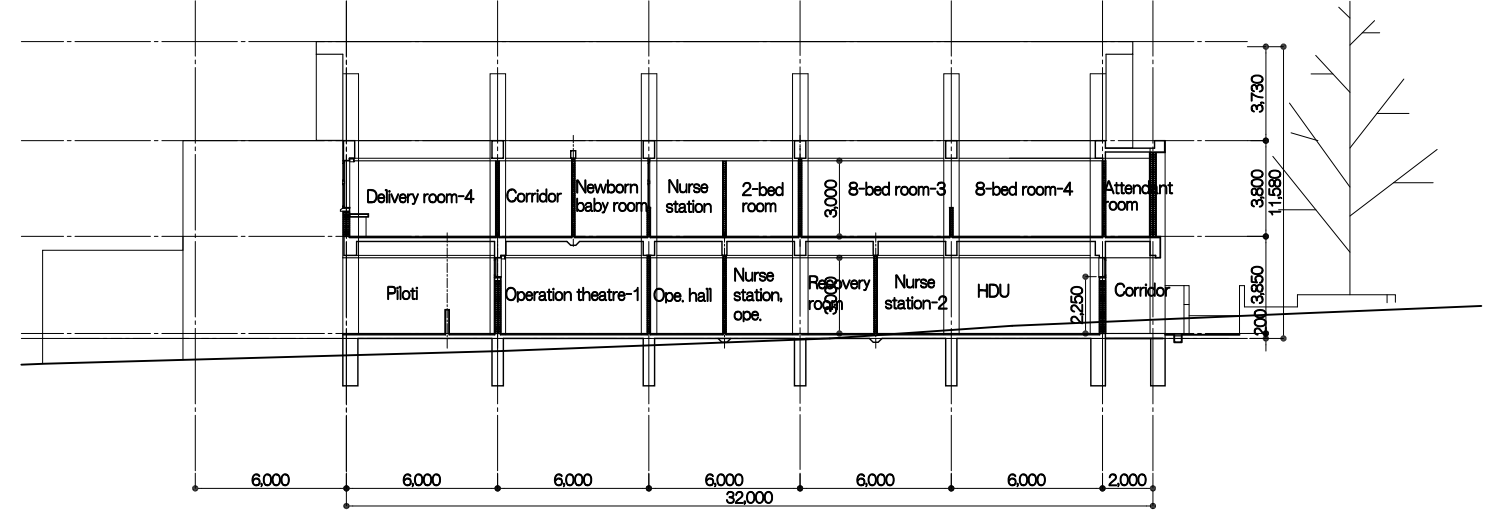 3,730
Delivery room-4
Corridor
Newborn
baby room
Nurse
station
2-bed
room
3,000
8-bed room-3
8-bed room-4
Attendant
room
3,800
11,580
Piloti
Operation theatre-1
Ope. hall
Nurse
station,
ope.
Recovery
room
3,000
Nurse
station-2
HDU
2,250
Corridor
3,850
200
6,000
6,000
6,000
6,000
6,000
6,000
2,000
32,000